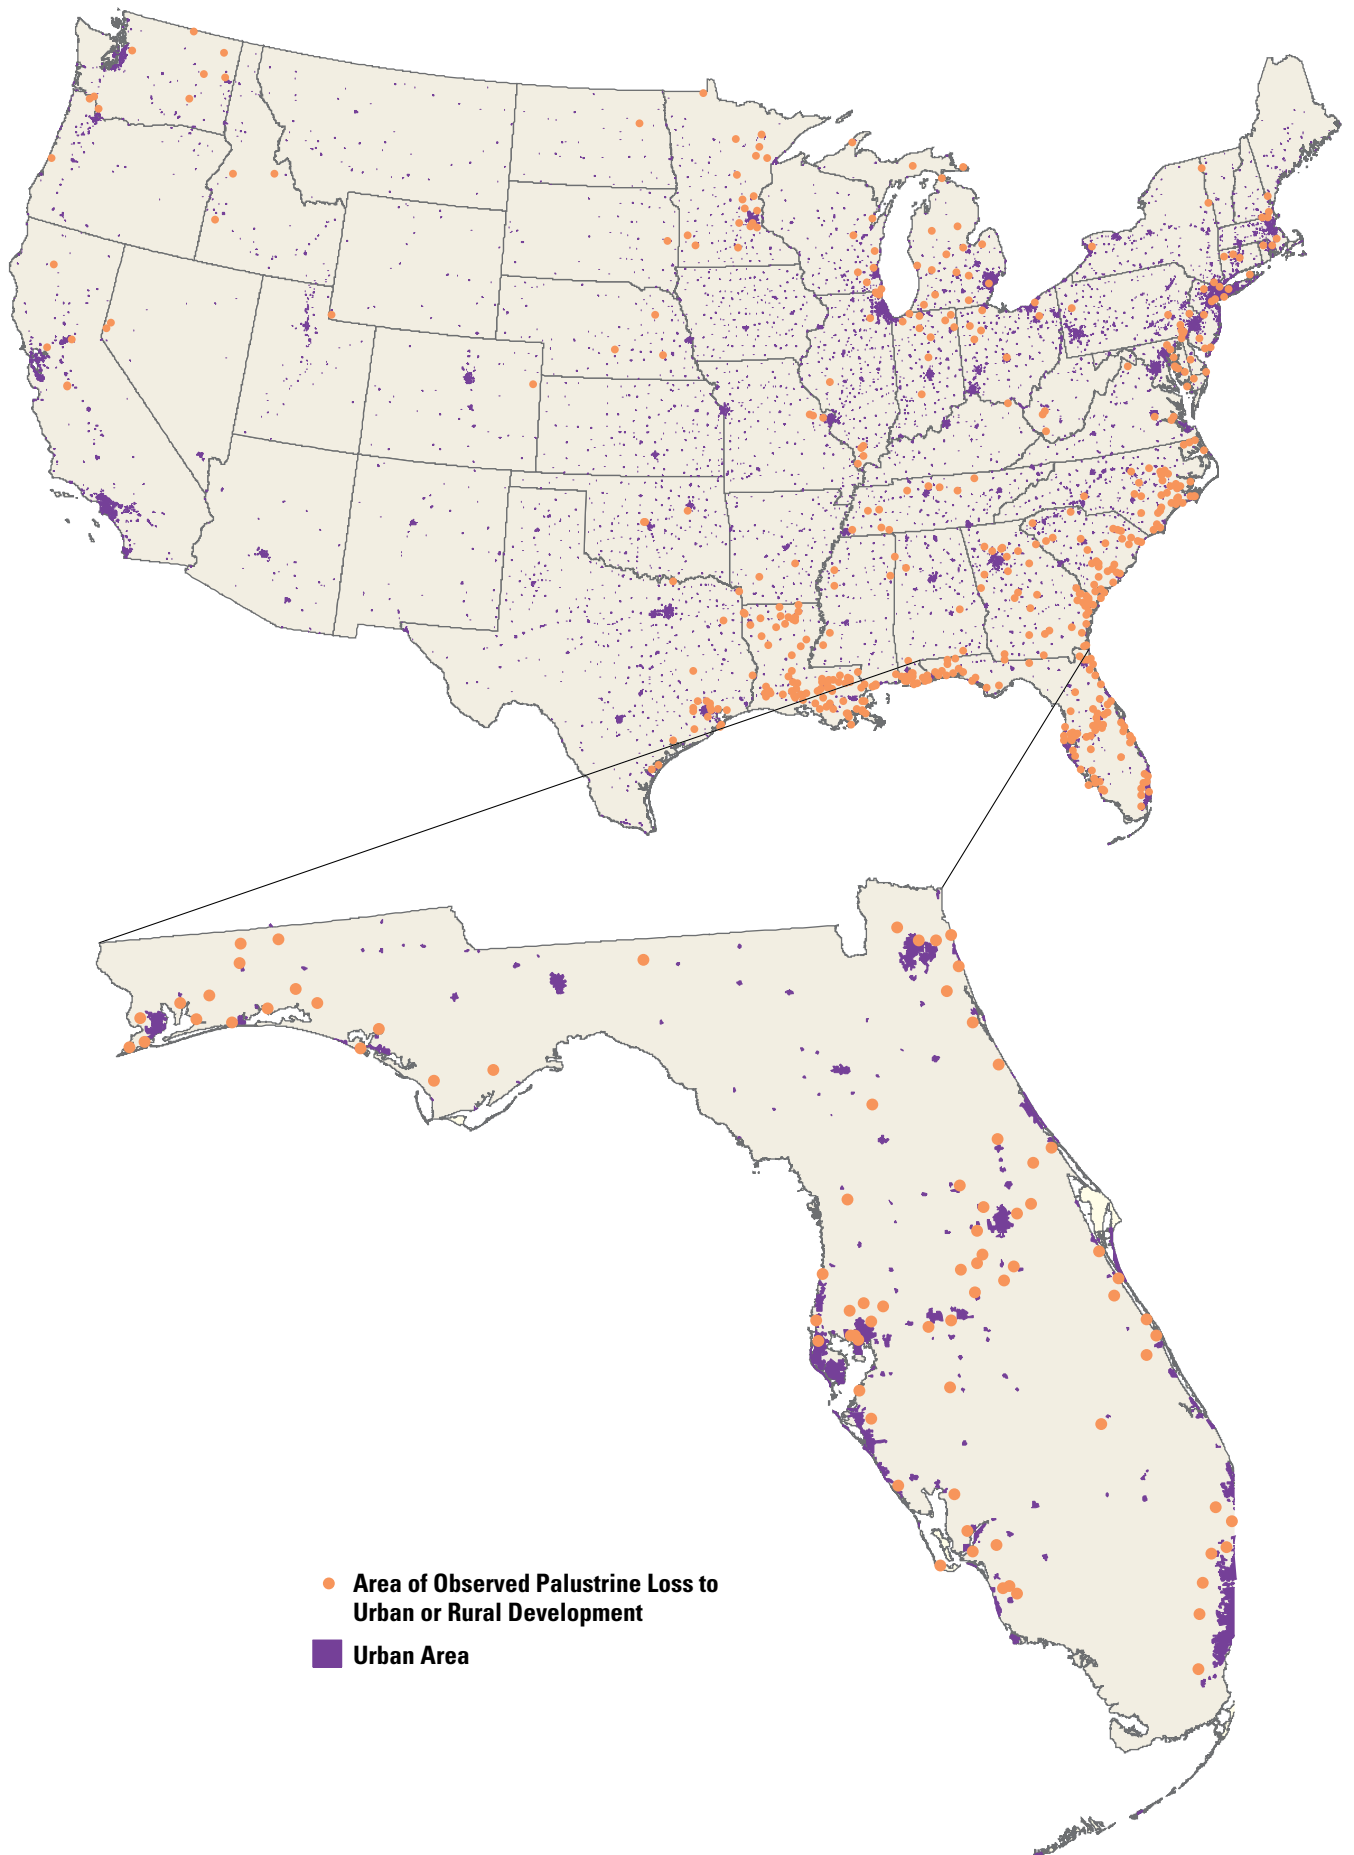 Area of Observed Palustrine Loss to
Urban or Rural Development
Urban Area